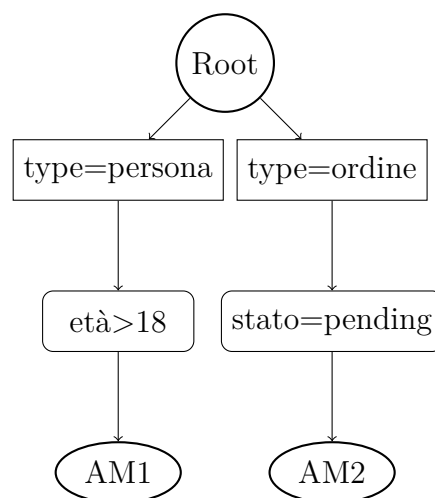 Root
type=persona
type=ordine
età>18
stato=pending
AM1
AM2